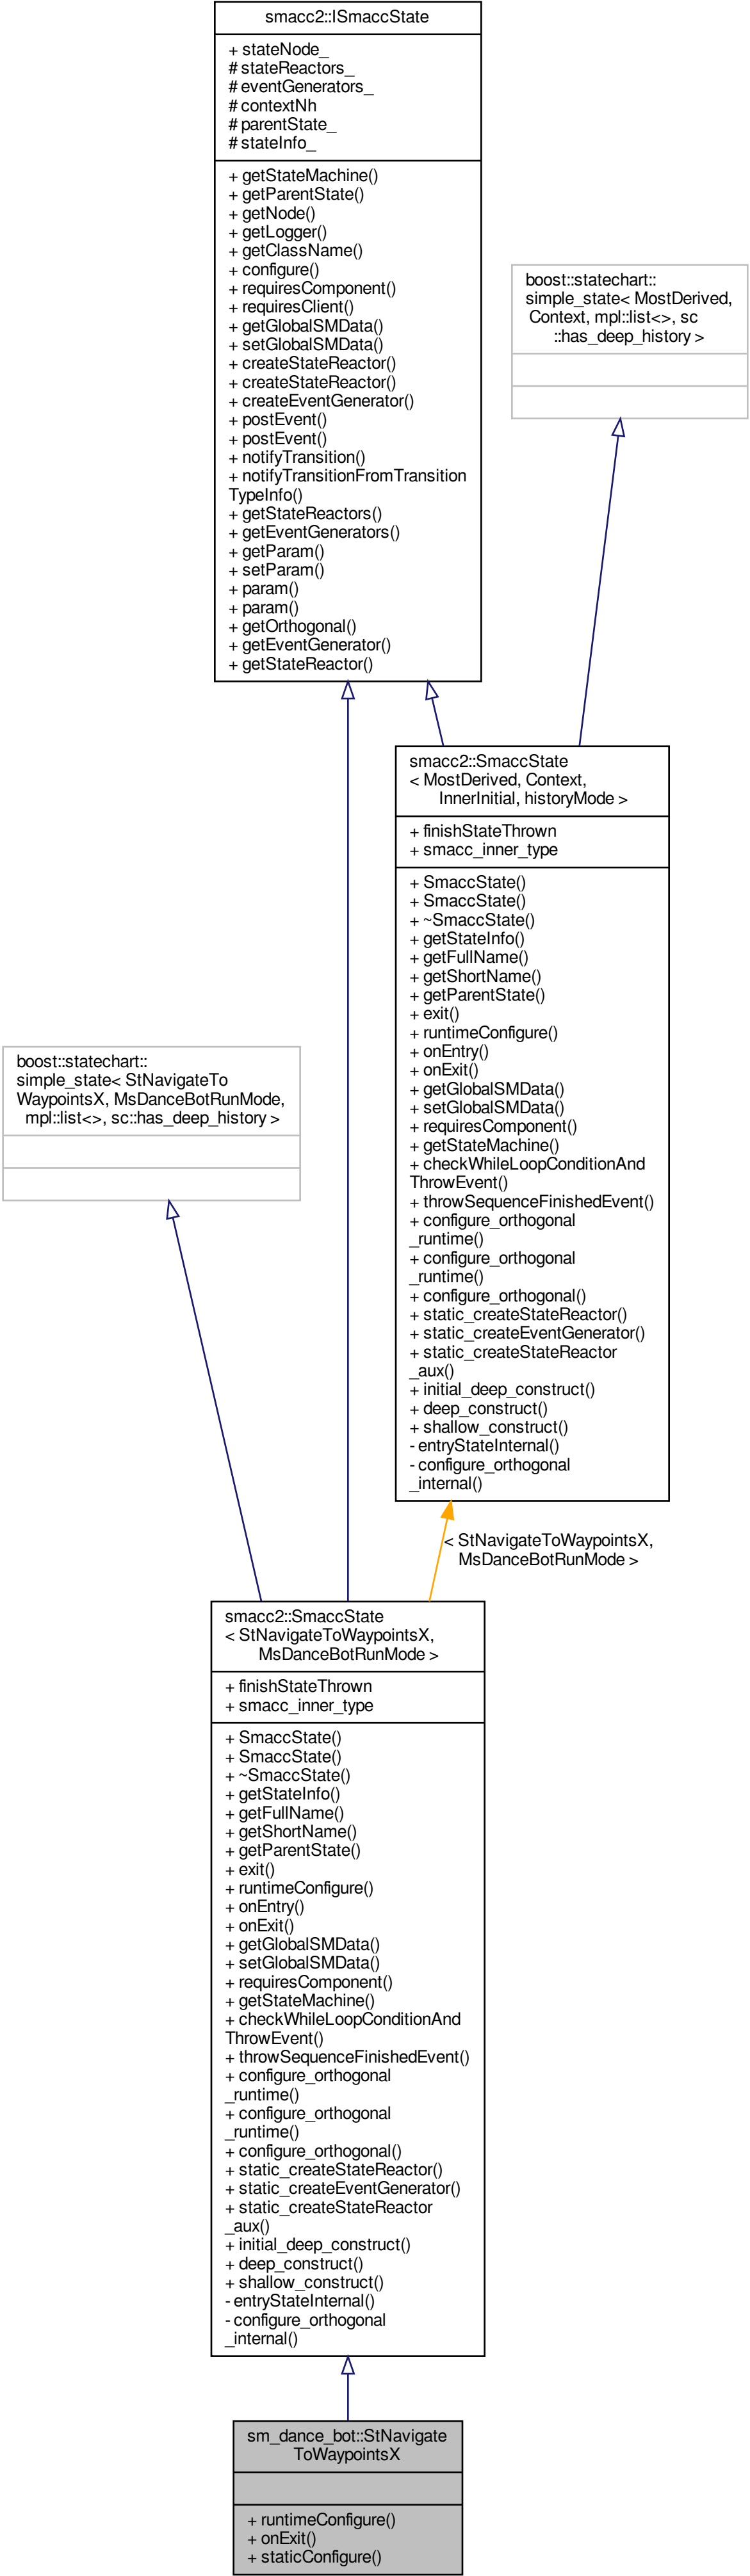 smacc2::ISmaccState
+ stateNode_
# stateReactors_
# eventGenerators_
# contextNh
# parentState_
# stateInfo_
+ getStateMachine()
+ getParentState()
+ getNode()
+ getLogger()
+ getClassName()
+ configure()
+ requiresComponent()
+ requiresClient()
+ getGlobalSMData()
+ setGlobalSMData()
+ createStateReactor()
+ createStateReactor()
+ createEventGenerator()
+ postEvent()
+ postEvent()
+ notifyTransition()
+ notifyTransitionFromTransition
TypeInfo()
+ getStateReactors()
+ getEventGenerators()
+ getParam()
+ setParam()
+ param()
+ param()
+ getOrthogonal()
+ getEventGenerator()
+ getStateReactor()
boost::statechart::
simple_state< MostDerived,
Context, mpl::list<>, sc
::has_deep_history >
smacc2::SmaccState
< MostDerived, Context,
InnerInitial, historyMode >
+ finishStateThrown
+ smacc_inner_type
+ SmaccState()
+ SmaccState()
+ ~SmaccState()
+ getStateInfo()
+ getFullName()
+ getShortName()
+ getParentState()
+ exit()
+ runtimeConfigure()
+ onEntry()
+ onExit()
+ getGlobalSMData()
+ setGlobalSMData()
+ requiresComponent()
+ getStateMachine()
+ checkWhileLoopConditionAnd
ThrowEvent()
+ throwSequenceFinishedEvent()
+ configure_orthogonal
_runtime()
+ configure_orthogonal
_runtime()
+ configure_orthogonal()
+ static_createStateReactor()
+ static_createEventGenerator()
+ static_createStateReactor
_aux()
+ initial_deep_construct()
+ deep_construct()
+ shallow_construct()
- entryStateInternal()
- configure_orthogonal
_internal()
boost::statechart::
simple_state< StNavigateTo
WaypointsX, MsDanceBotRunMode,
mpl::list<>, sc::has_deep_history >
< StNavigateToWaypointsX,
MsDanceBotRunMode >
smacc2::SmaccState
< StNavigateToWaypointsX,
MsDanceBotRunMode >
+ finishStateThrown
+ smacc_inner_type
+ SmaccState()
+ SmaccState()
+ ~SmaccState()
+ getStateInfo()
+ getFullName()
+ getShortName()
+ getParentState()
+ exit()
+ runtimeConfigure()
+ onEntry()
+ onExit()
+ getGlobalSMData()
+ setGlobalSMData()
+ requiresComponent()
+ getStateMachine()
+ checkWhileLoopConditionAnd
ThrowEvent()
+ throwSequenceFinishedEvent()
+ configure_orthogonal
_runtime()
+ configure_orthogonal
_runtime()
+ configure_orthogonal()
+ static_createStateReactor()
+ static_createEventGenerator()
+ static_createStateReactor
_aux()
+ initial_deep_construct()
+ deep_construct()
+ shallow_construct()
- entryStateInternal()
- configure_orthogonal
_internal()
sm_dance_bot::StNavigate
ToWaypointsX
+ runtimeConfigure()
+ onExit()
+ staticConfigure()